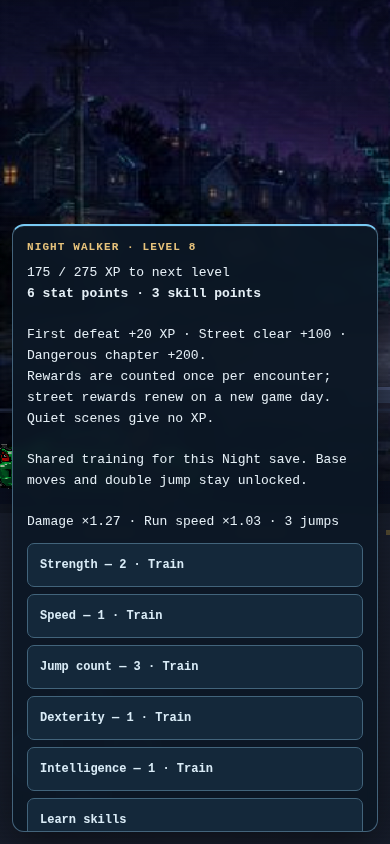 NIGHT WALKER · LEVEL 8
175 / 275 XP to next level
6 stat points · 3 skill points
First defeat +20 XP · Street clear +100 ·
Dangerous chapter +200.
Rewards are counted once per encounter;
street rewards renew on a new game day.
Quiet scenes give no XP.
Shared training for this Night save. Base
moves and double jump stay unlocked.
Damage ×1.27 · Run speed ×1.03 · 3 jumps
Strength — 2 · Train
Speed — 1 · Train
Jump count — 3 · Train
Dexterity — 1 · Train
Intelligence — 1 · Train
Learn skills